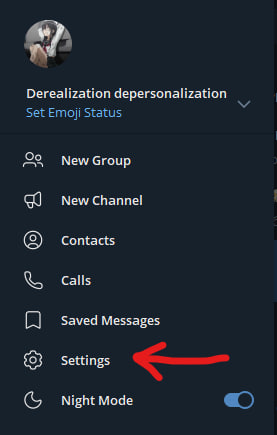 Derealization depersonalization
Set Emoji Status
New Group
New Channel
Contacts
Calls
Saved Messages
Settings
Night Mode